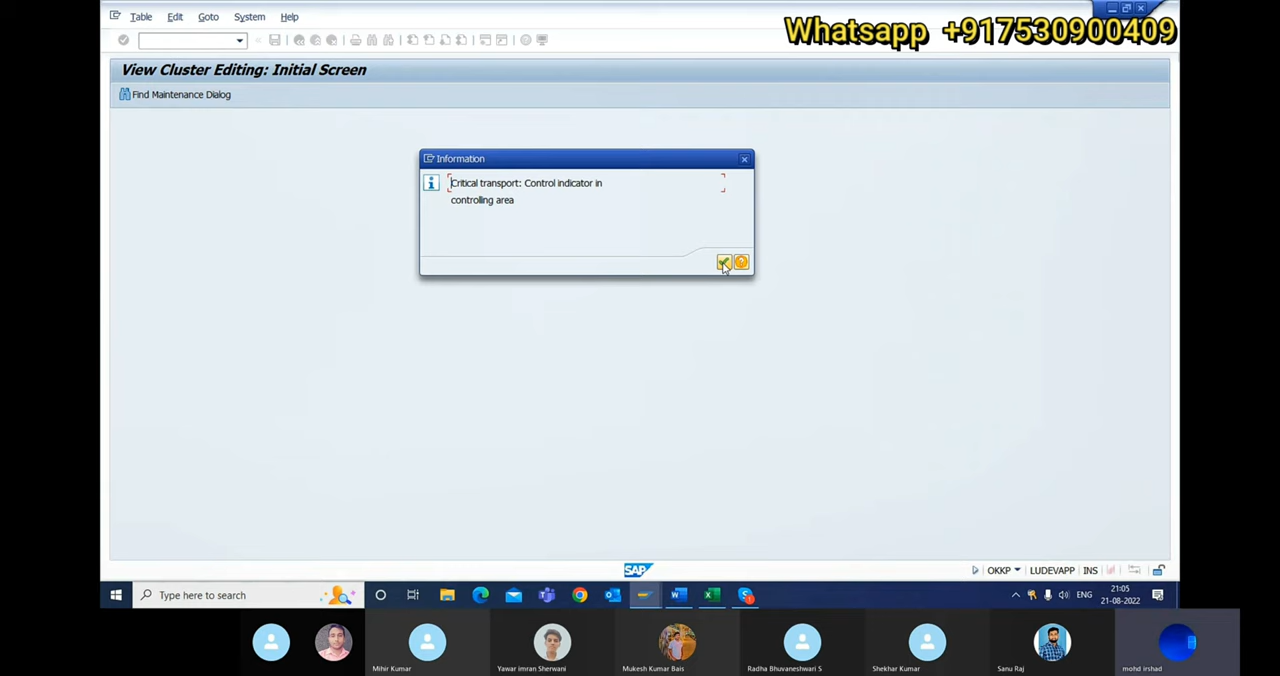 Whatsapp +917530900409
Table Edit Goto System Help
View Cluster Editing: Initial Screen
Find Maintenance Dialog
Information
Critical transport: Control indicator in
controlling area
SAP
OKKP LUDEVAPP INS
Type here to search
ENG
21:05
21-08-2022
Mihir Kumar
Yawar imran Sherwani
Mukesh Kumar Bais
Radha Bhuvaneshwari S
Shekhar Kumar
Sanu Raj
mohd irshad